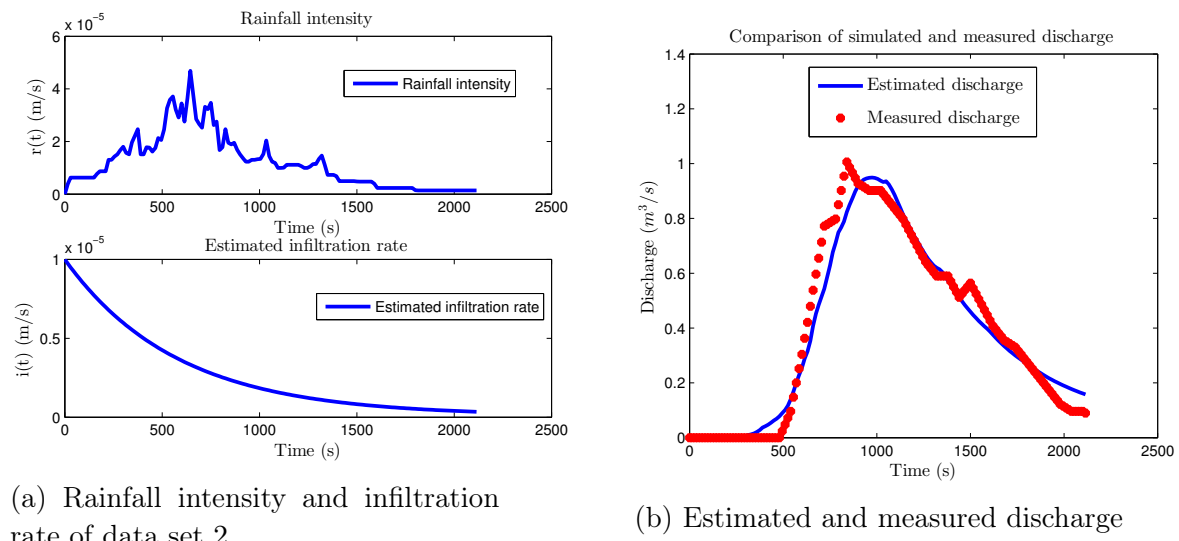 Rainfall intensity
x 10⁻⁵
6
4
2
0
r(t) (m/s)
Rainfall intensity
0 500 1000 1500 2000 2500
Time (s)
Estimated infiltration rate
x 10⁻⁵
1
0.5
0
i(t) (m/s)
Estimated infiltration rate
0 500 1000 1500 2000 2500
Time (s)
(a) Rainfall intensity and infiltration
rate of data set 2
Comparison of simulated and measured discharge
1.4
1.2
1
0.8
0.6
0.4
0.2
0
Discharge (m³/s)
Estimated discharge
Measured discharge
0 500 1000 1500 2000 2500
Time (s)
(b) Estimated and measured discharge